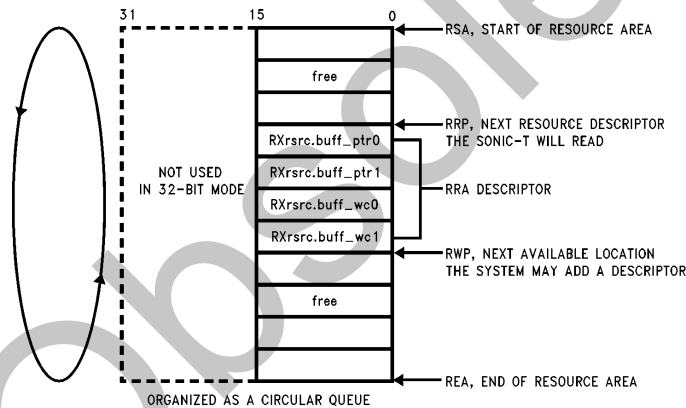 31 15 0
RSA, START OF RESOURCE AREA
free
RRP, NEXT RESOURCE DESCRIPTOR
THE SONIC-T WILL READ
RXrsrc.buff_ptr0
RXrsrc.buff_ptr1
NOT USED
IN 32-BIT MODE
RRA DESCRIPTOR
RXrsrc.buff_wc0
RXrsrc.buff_wc1
RWP, NEXT AVAILABLE LOCATION
THE SYSTEM MAY ADD A DESCRIPTOR
free
REA, END OF RESOURCE AREA
ORGANIZED AS A CIRCULAR QUEUE